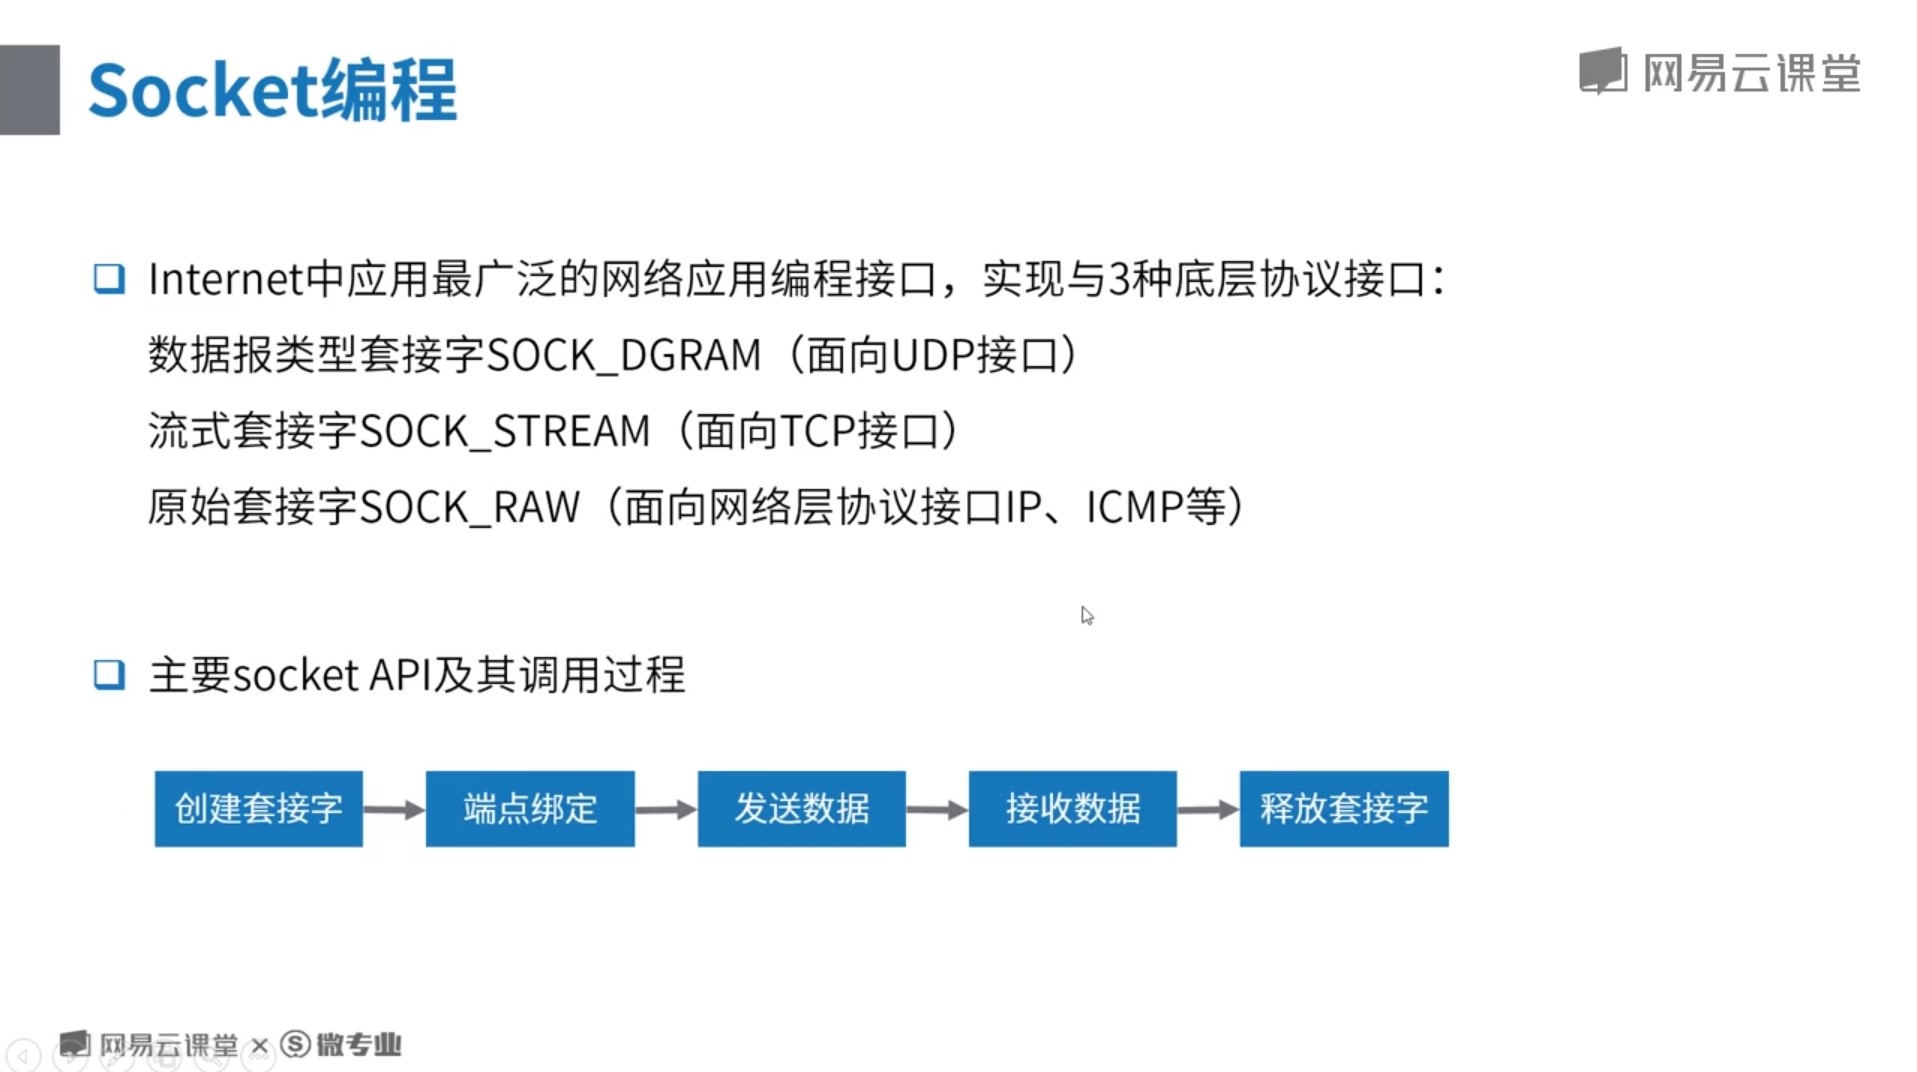 Socket编程
网易云课堂
Internet中应用最广泛的网络应用编程接口，实现与3种底层协议接口：
数据报类型套接字SOCK_DGRAM（面向UDP接口）
流式套接字SOCK_STREAM（面向TCP接口）
原始套接字SOCK_RAW（面向网络层协议接口IP、ICMP等）
主要socket API及其调用过程
创建套接字 端点绑定 发送数据 接收数据 释放套接字
网易云课堂 × 微专业